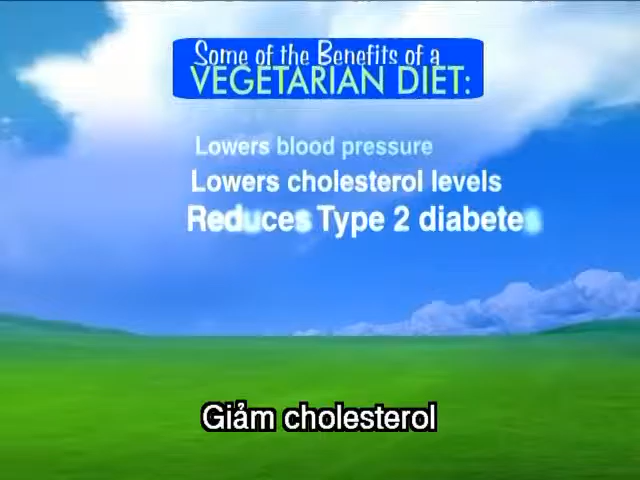 Some of the Benefits of a
VEGETARIAN DIET:
Lowers blood pressure
Lowers cholesterol levels
Reduces Type 2 diabetes
Giảm cholesterol